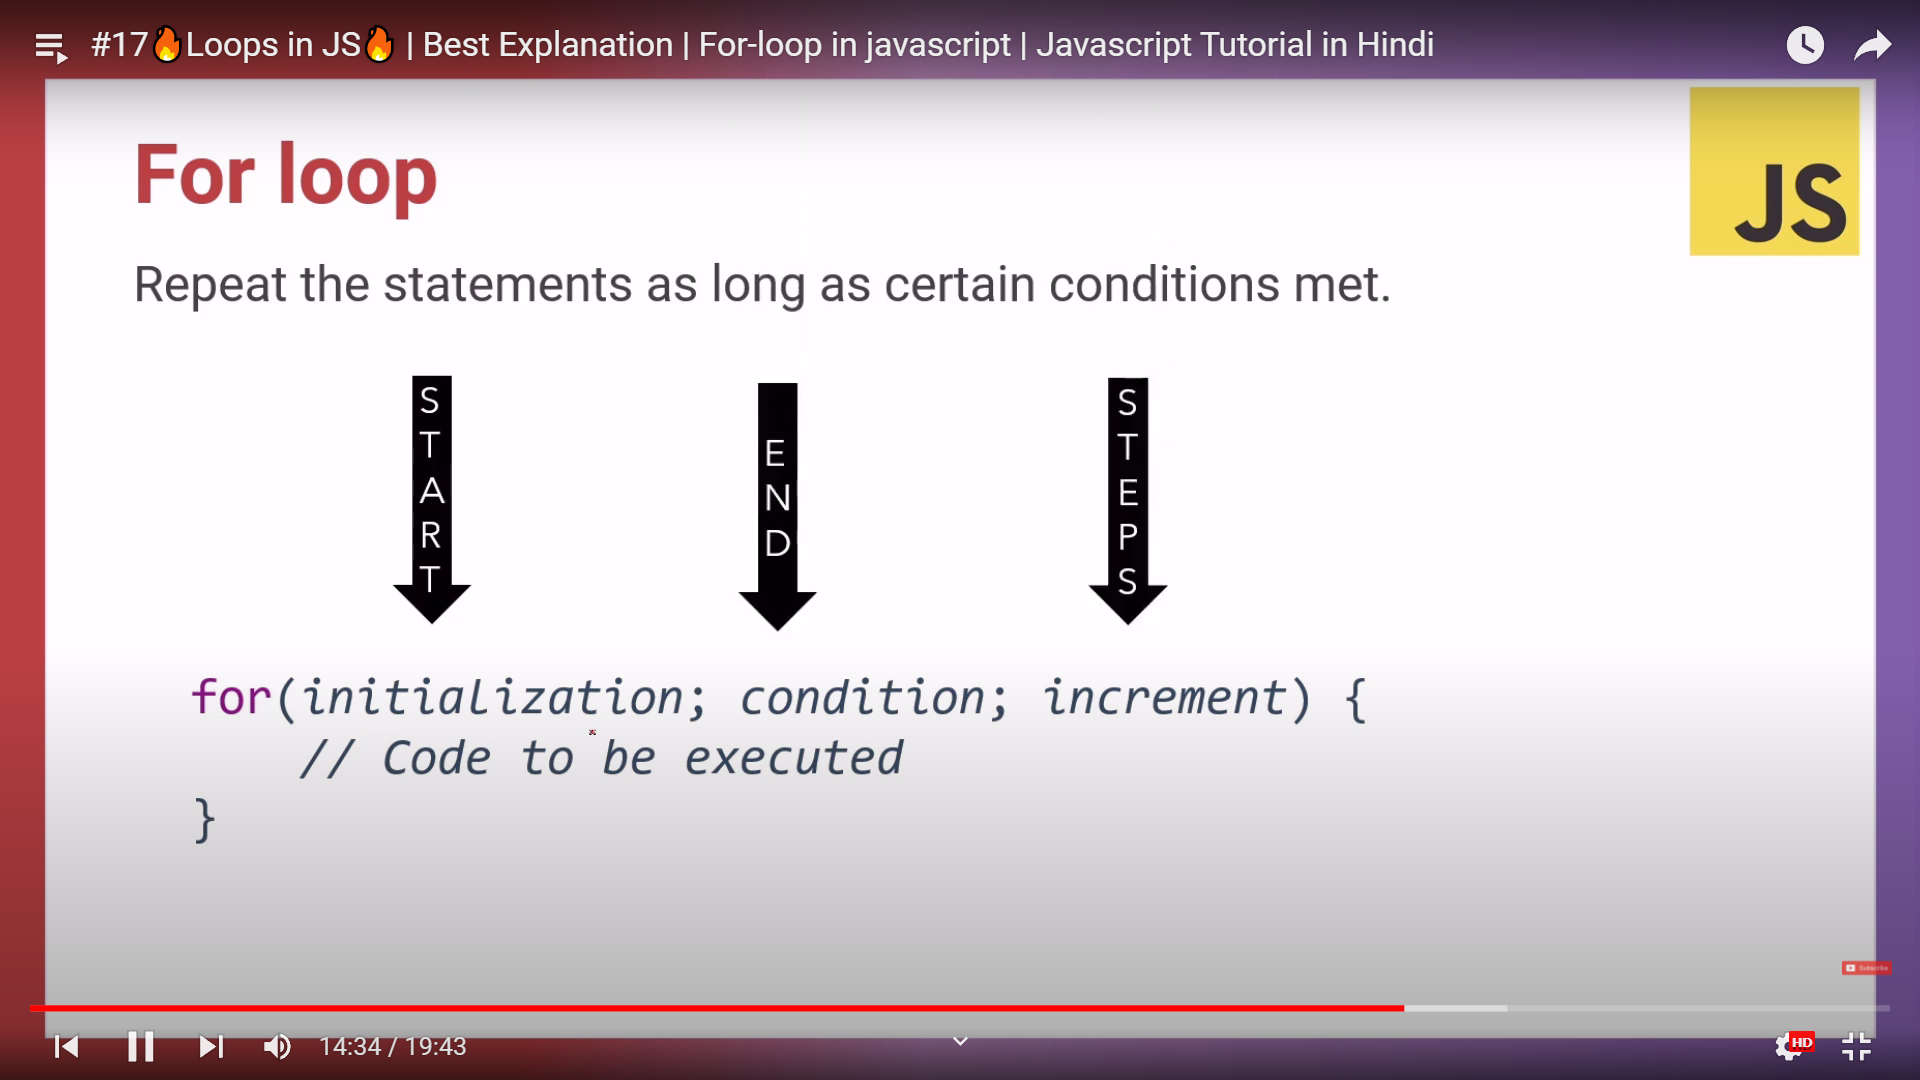 #17🔥Loops in JS🔥 | Best Explanation | For-loop in javascript | Javascript Tutorial in Hindi
JS
For loop
Repeat the statements as long as certain conditions met.
START
END
STEPS
for(initialization; condition; increment) {
// Code to be executed
}
Subscribe
14:34 / 19:43
HD